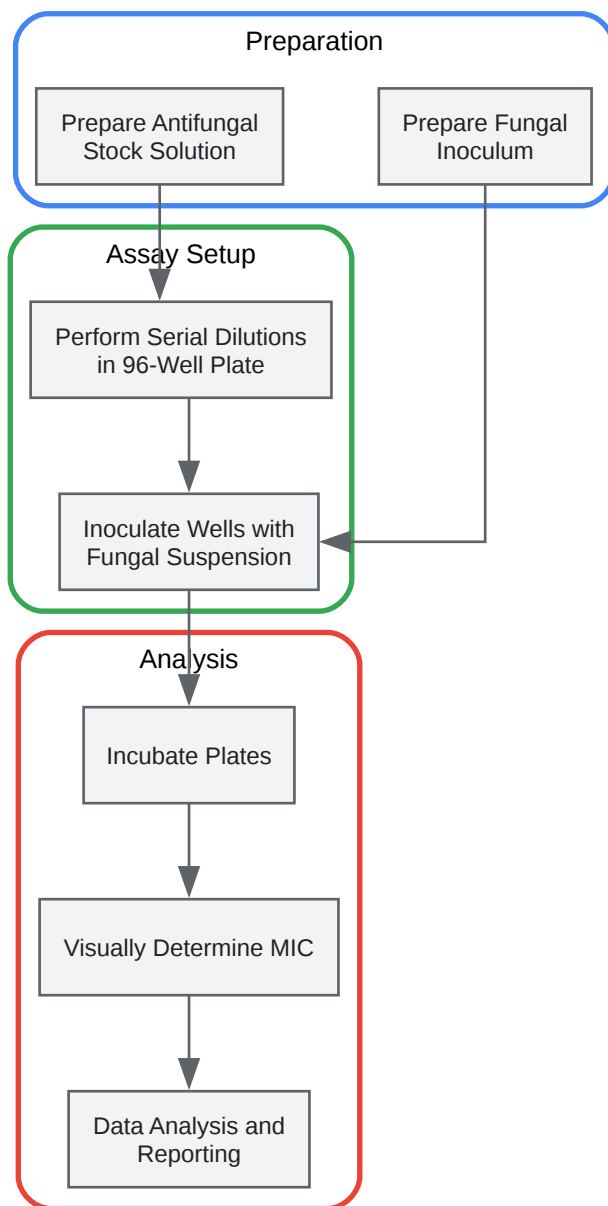 Preparation
Prepare Antifungal
Stock Solution
Prepare Fungal
Inoculum
Assay Setup
Perform Serial Dilutions
in 96-Well Plate
Inoculate Wells with
Fungal Suspension
Analysis
Incubate Plates
Visually Determine MIC
Data Analysis and
Reporting